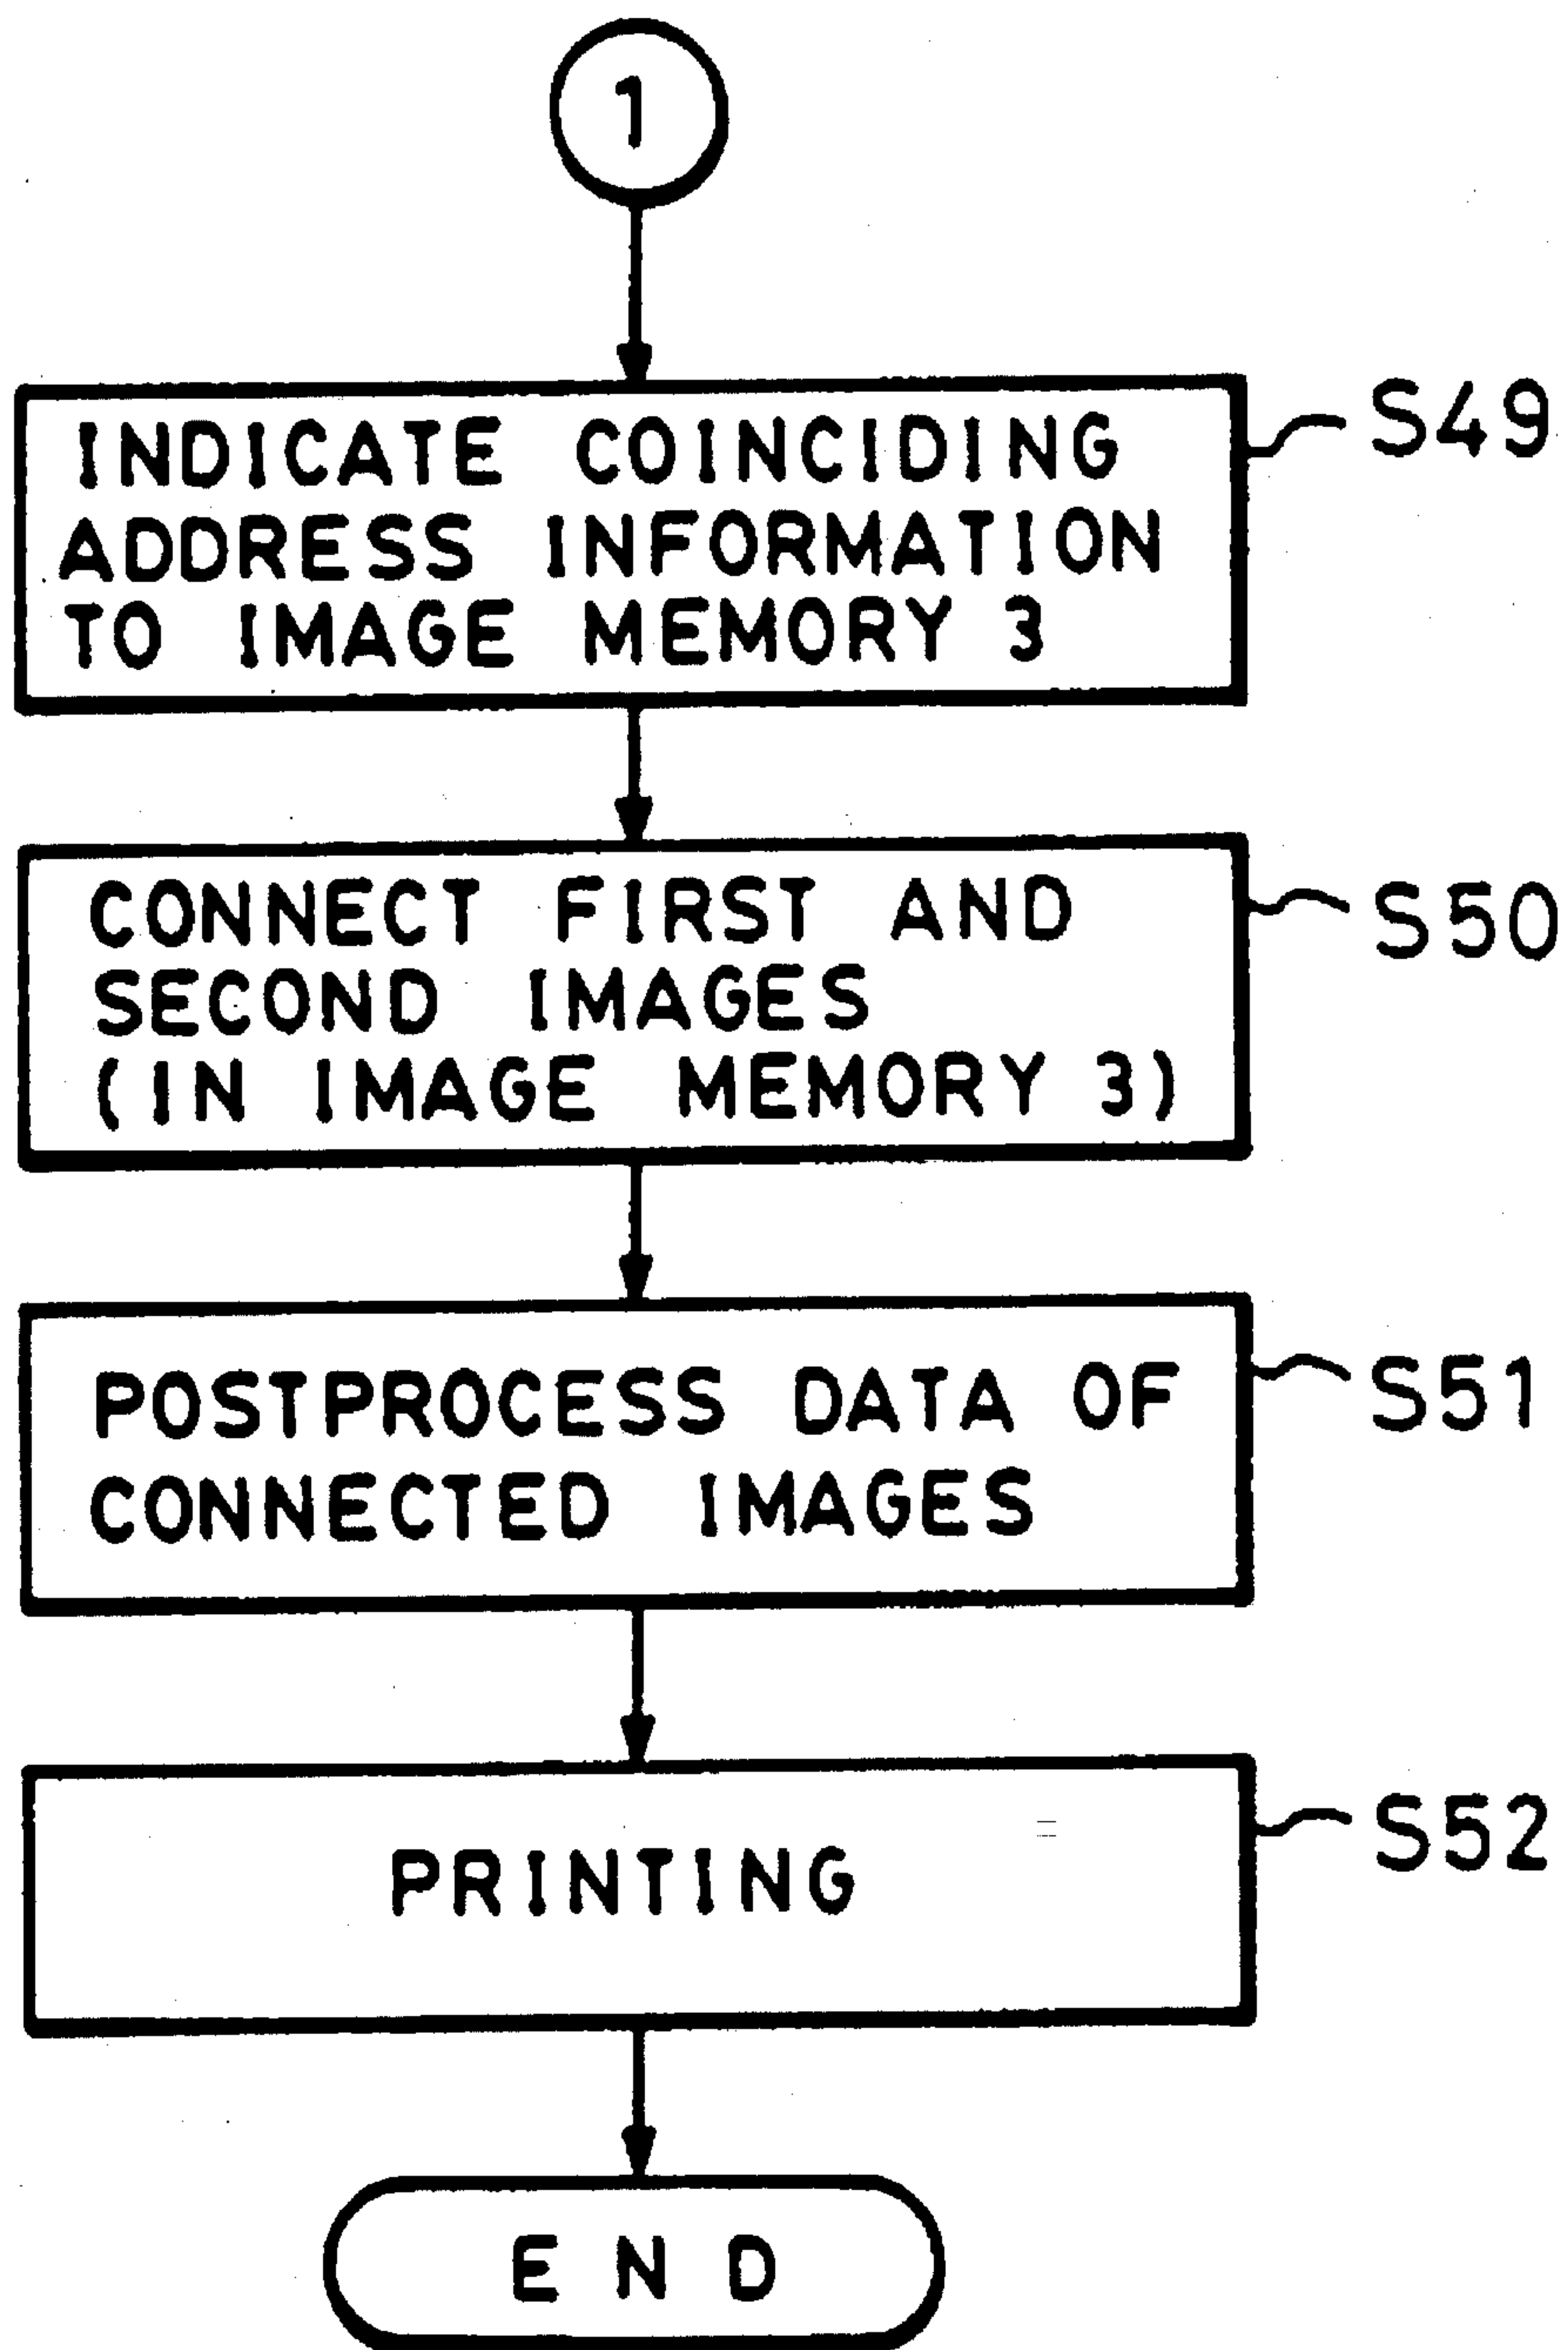 1
INDICATE COINCIDING
ADDRESS INFORMATION
TO IMAGE MEMORY 3
S49
CONNECT FIRST AND
SECOND IMAGES
(IN IMAGE MEMORY 3)
S50
POSTPROCESS DATA OF
CONNECTED IMAGES
S51
PRINTING
S52
END